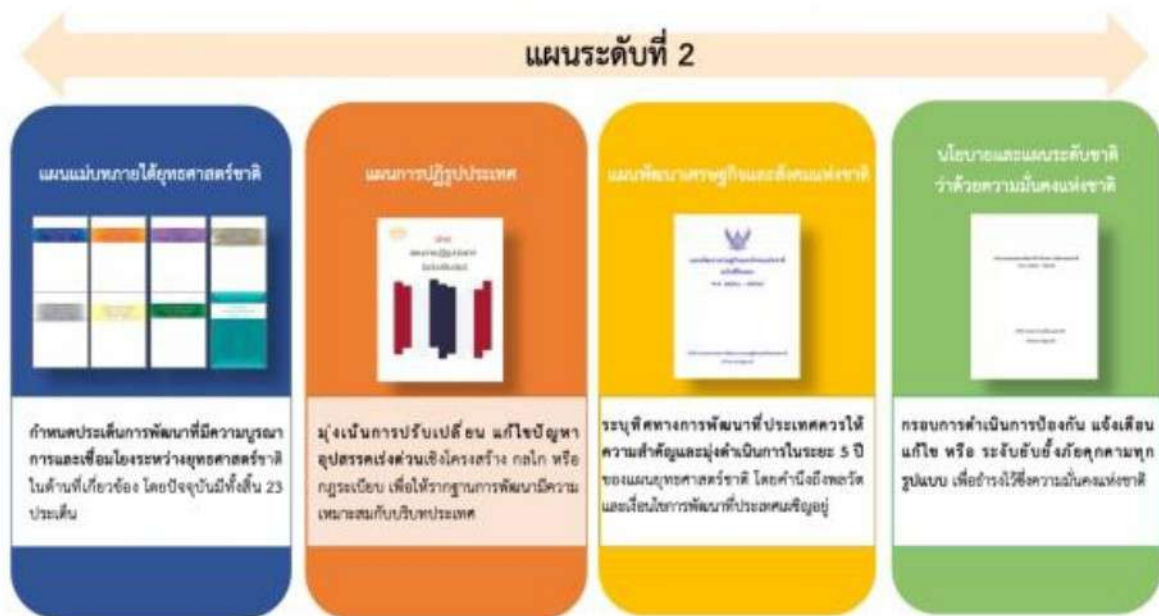 แผนระดับที่ 2
แผนแม่บทภายใต้ยุทธศาสตร์ชาติ
กำหนดประเด็นการพัฒนาที่มีความบูรณา
การและเชื่อมโยงระหว่างยุทธศาสตร์ชาติ
ในด้านที่เกี่ยวข้อง โดยปัจจุบันมีทั้งสิ้น 23
ประเด็น
แผนการปฏิรูปประเทศ
มุ่งเน้นการปรับเปลี่ยน แก้ไขปัญหา
อุปสรรคเร่งด่วนเชิงโครงสร้าง กลไก หรือ
กฎระเบียบ เพื่อให้รากฐานการพัฒนามีความ
เหมาะสมกับบริบทประเทศ
แผนพัฒนาเศรษฐกิจและสังคมแห่งชาติ
ระบุทิศทางการพัฒนาที่ประเทศควรให้
ความสำคัญและมุ่งดำเนินการในระยะ 5 ปี
ของแผนยุทธศาสตร์ชาติ โดยคำนึงถึงพลวัต
และเงื่อนไขการพัฒนาที่ประเทศเผชิญอยู่
นโยบายและแผนระดับชาติ
ว่าด้วยความมั่นคงแห่งชาติ
กรอบการดำเนินการป้องกัน แจ้งเตือน
แก้ไข หรือ ระงับยับยั้งภัยคุกคามทุก
รูปแบบ เพื่อธำรงไว้ซึ่งความมั่นคงแห่งชาติ